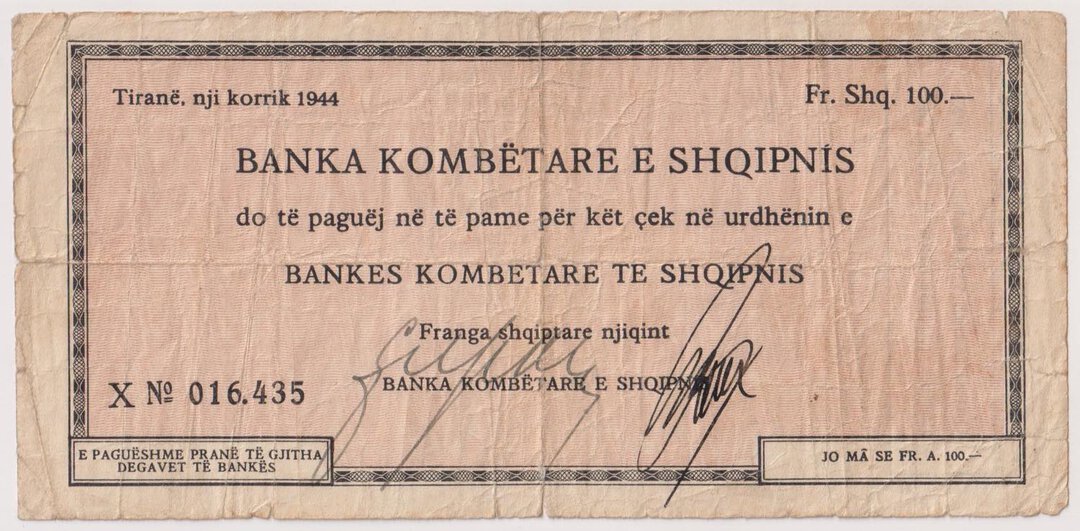 Tiranë, nji korrik 1944
Fr. Shq. 100.—
BANKA KOMBËTARE E SHQIPNÍS
do të paguëj në të pame për kët çek në urdhënin e
BANKES KOMBETARE TE SHQIPNIS
Franga shqiptare njiqint
BANKA KOMBËTARE E SHQIPNIS
X Nº 016.435
E PAGUËSHME PRANË TË GJITHA
DEGAVET TË BANKËS
JO MÂ SE FR. A. 100.—